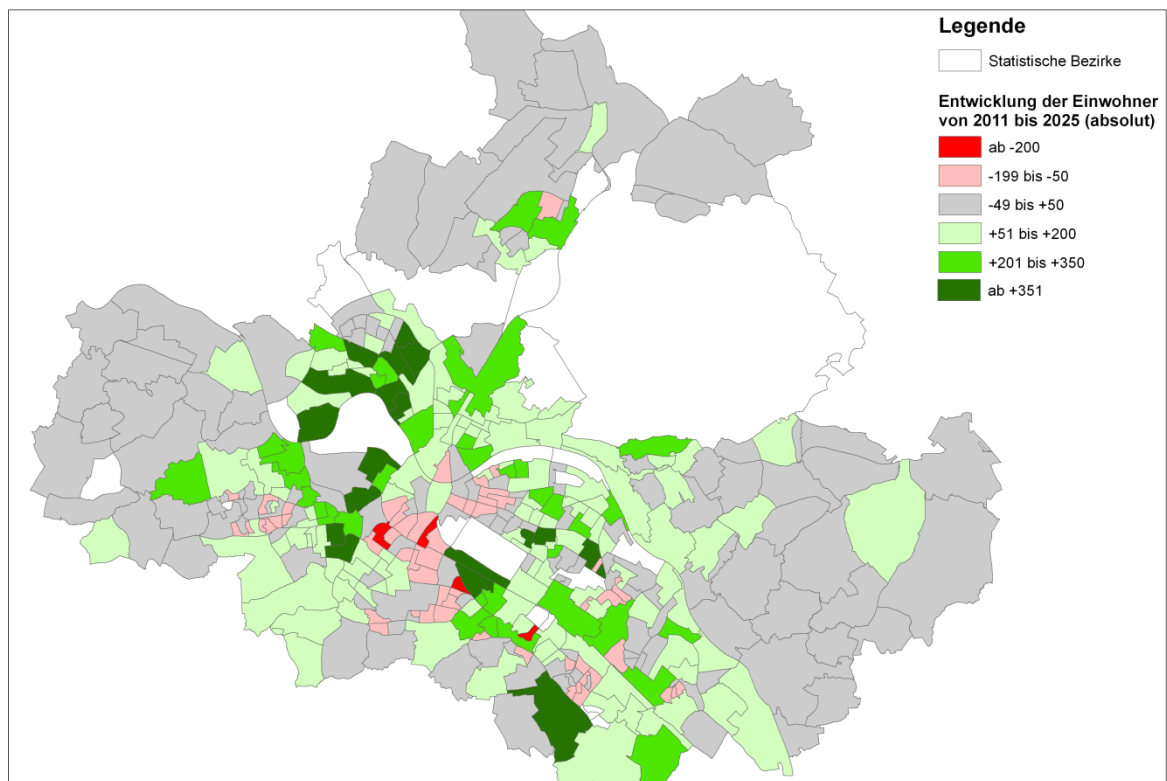 Legende
Statistische Bezirke
Entwicklung der Einwohner
von 2011 bis 2025 (absolut)
ab -200
-199 bis -50
-49 bis +50
+51 bis +200
+201 bis +350
ab +351